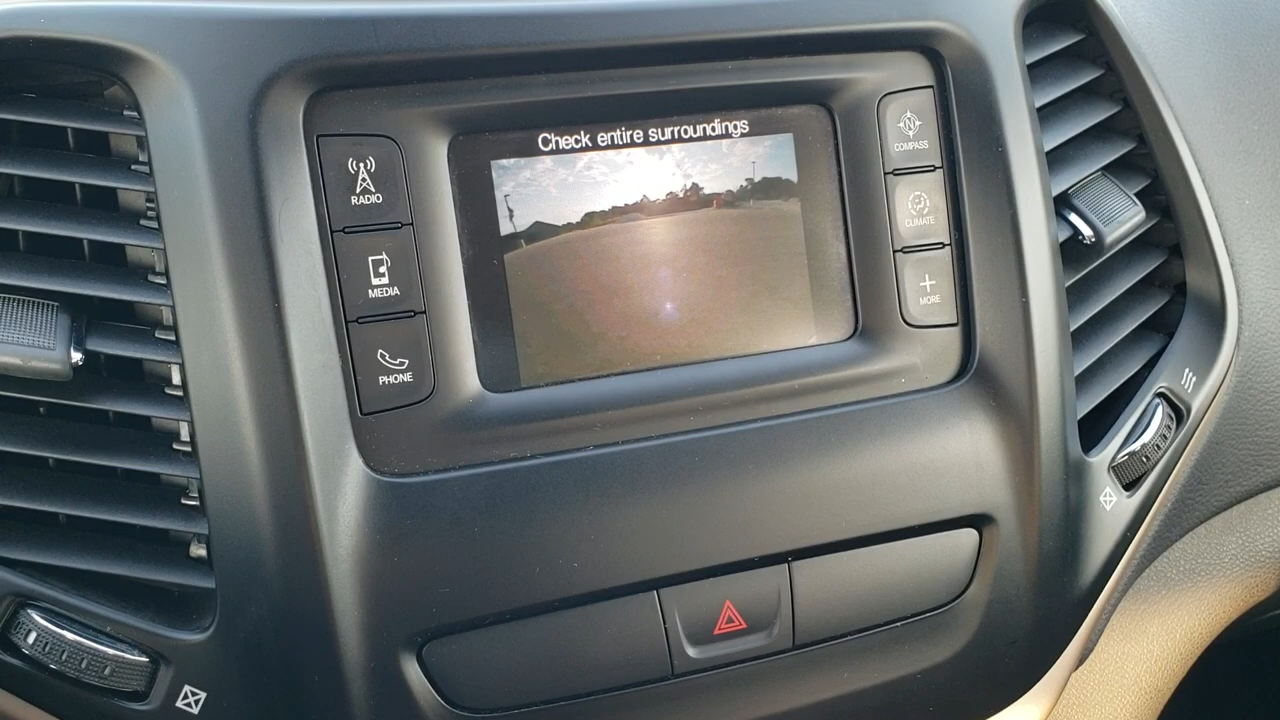 Check entire surroundings
RADIO
MEDIA
PHONE
N
COMPASS
CLIMATE
MORE